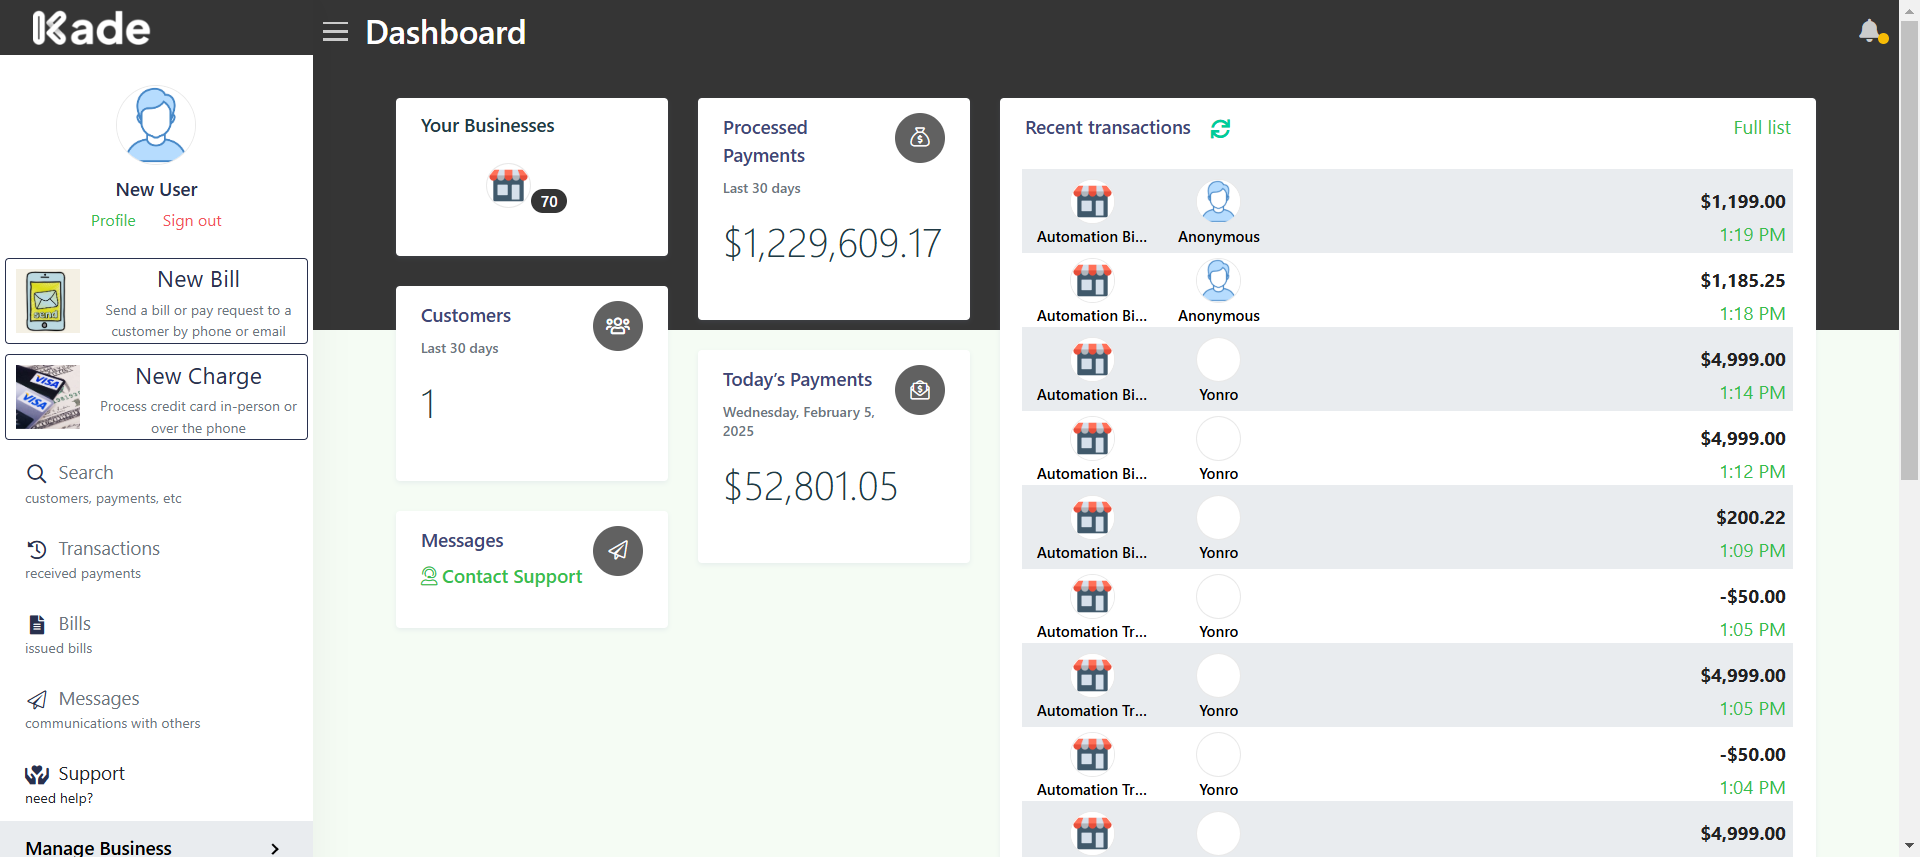 Kade
Dashboard
New User
Profile
Sign out
send
New Bill
Send a bill or pay request to a
customer by phone or email
VISA
VISA
New Charge
Process credit card in-person or
over the phone
Search
customers, payments, etc
Transactions
received payments
Bills
issued bills
Messages
communications with others
Support
need help?
Manage Business
Your Businesses
70
Customers
Last 30 days
1
Messages
Contact Support
Processed
Payments
Last 30 days
$1,229,609.17
Today’s Payments
Wednesday, February 5,
2025
$52,801.05
Recent transactions
Full list
Automation Bi...
Anonymous
$1,199.00
1:19 PM
Automation Bi...
Anonymous
$1,185.25
1:18 PM
Automation Bi...
Yonro
$4,999.00
1:14 PM
Automation Bi...
Yonro
$4,999.00
1:12 PM
Automation Bi...
Yonro
$200.22
1:09 PM
Automation Tr...
Yonro
-$50.00
1:05 PM
Automation Tr...
Yonro
$4,999.00
1:05 PM
Automation Tr...
Yonro
-$50.00
1:04 PM
$4,999.00